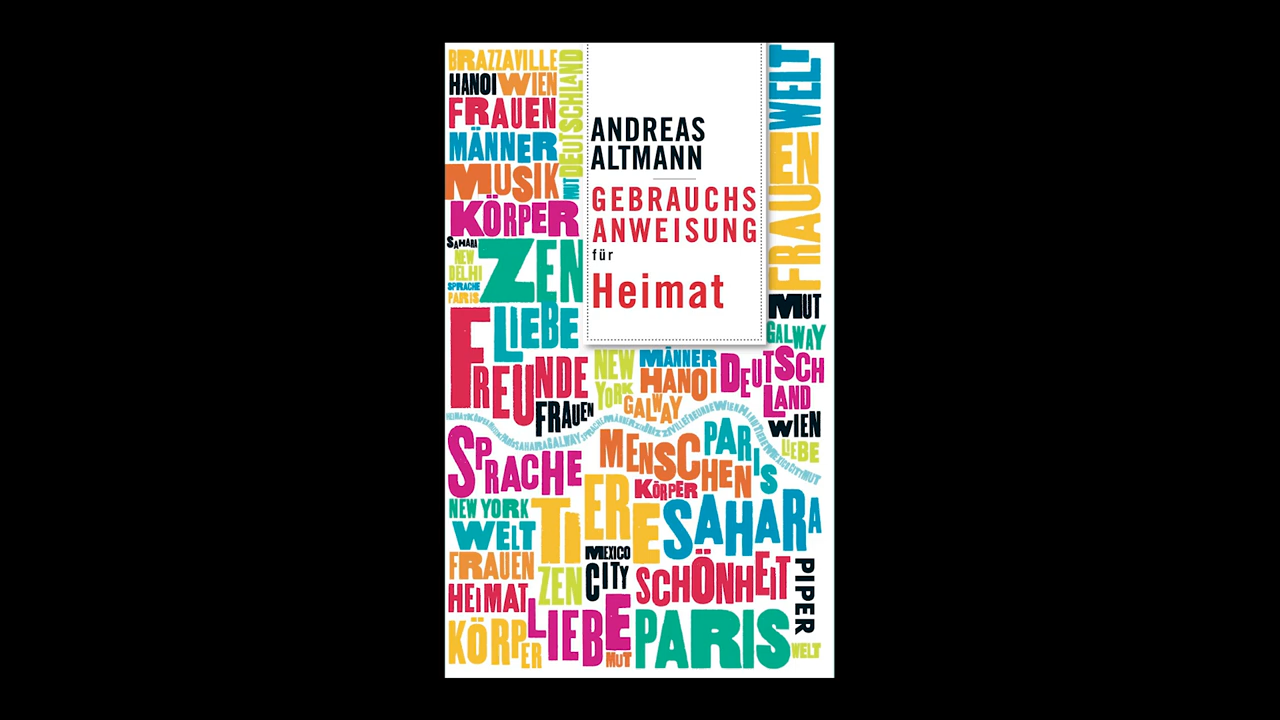 BRAZZAVILLE
HANOI WIEN
FRAUEN
MÄNNER
DEUTSCHLAND
MUSIK
MUT
KÖRPER
SAHARA
NEW
DELHI
SPRACHE
PARIS
ZEN
LIEBE
FREUNDE
FRAUEN
ANDREAS
ALTMANN
GEBRAUCHS
ANWEISUNG
für
Heimat
WELT
FRAUEN
MUT
GALWAY
NEW
YORK
MÄNNER
HANOI
GALWAY
DEUTSCH
LAND
WIEN
LIEBE
SPRACHE
MENSCHEN
PARIS
KÖRPER
NEW YORK
WELT
TIERE
SAHARA
FRAUEN
ZEN
MEXICO
CITY
SCHÖNHEIT
PIPER
HEIMAT
LIEBE
KÖRPER
MUT
PARIS
WELT